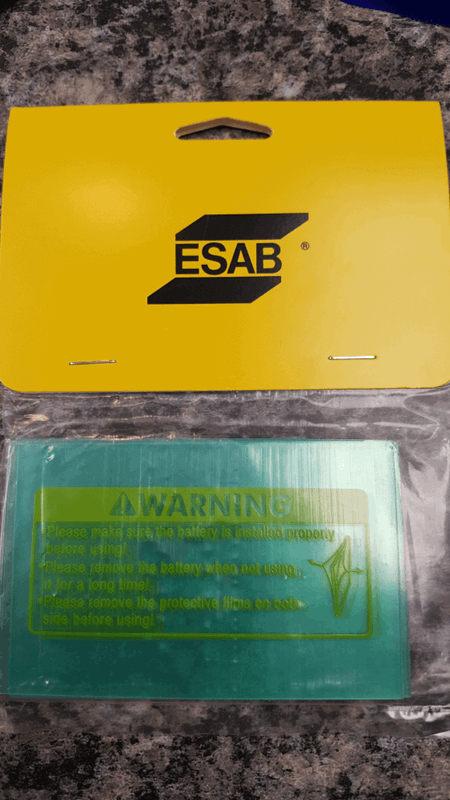 ESAB ®
WARNING
•Please make sure the battery is installed properly
before using!
•Please remove the battery when not using
it for a long time!
•Please remove the protective films on both
side before using!